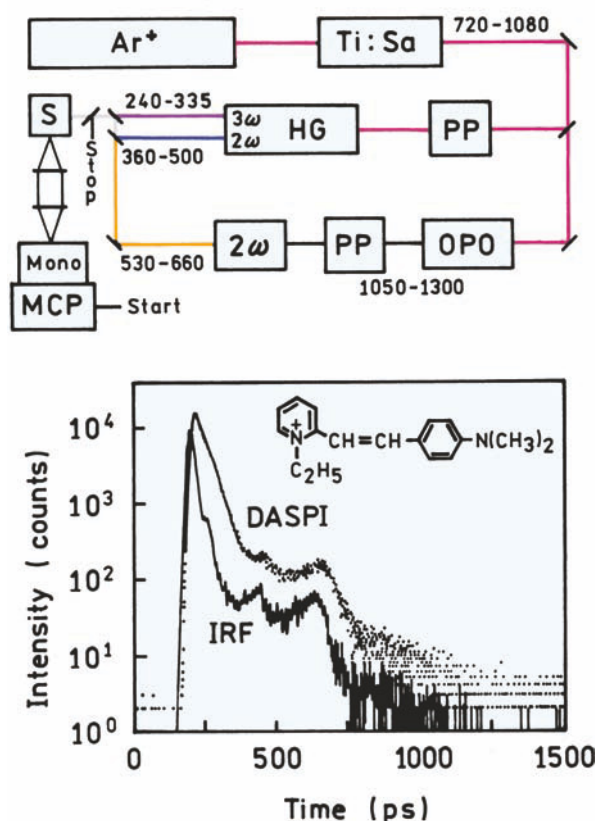 Ar+ Ti:Sa 720-1080
S 240-335 3ω HG PP
2ω
Stop 360-500
530-660 2ω PP OPO
1050-1300
Mono
MCP Start
Intensity (counts)
10⁴
10³
10²
10¹
10⁰
+
N CH=CH N(CH3)2
C2H5
DASPI
IRF
0 500 1000 1500
Time (ps)